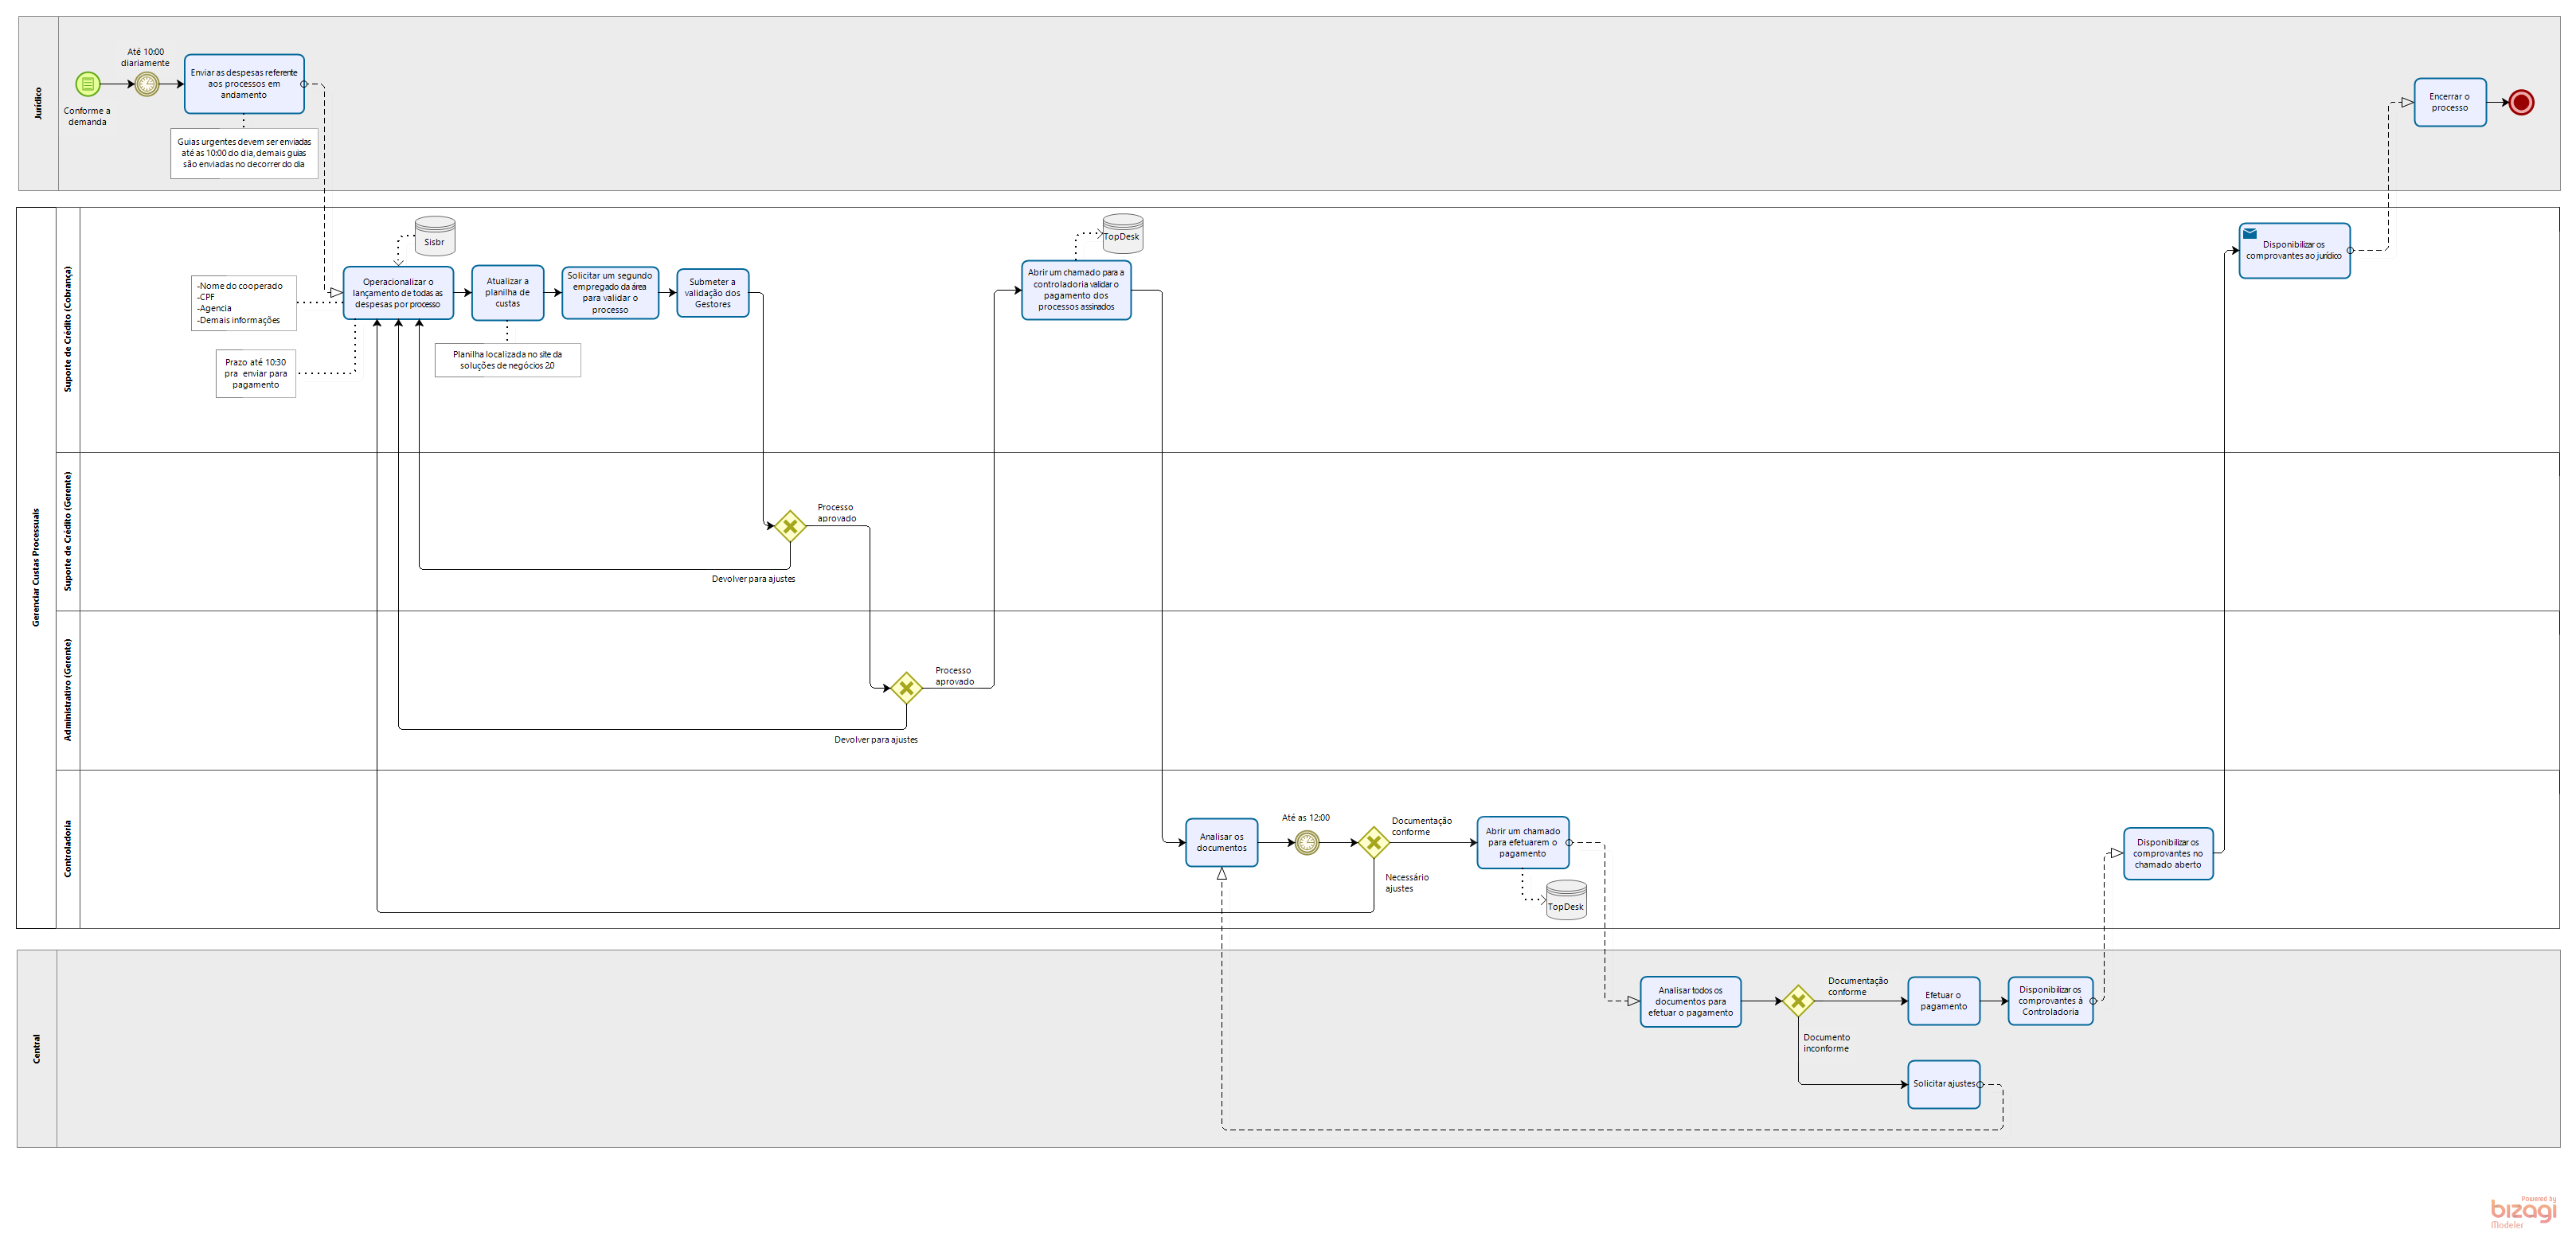 Jurídico
Conforme a
demanda
Até 10:00
diariamente
Enviar as despesas referente
aos processos em
andamento
Guias urgentes devem ser enviadas
até as 10:00 do dia, demais guias
são enviadas no decorrer do dia
Encerrar o
processo
Gerenciar Custas Processuais
Suporte de Crédito (Cobrança)
Sisbr
-Nome do cooperado
-CPF
-Agencia
-Demais informações
Prazo até 10:30
pra enviar para
pagamento
Operacionalizar o
lançamento de todas as
despesas por processo
Atualizar a
planilha de
custas
Planilha localizada no site da
soluções de negócios 2.0
Solicitar um segundo
empregado da área
para validar o
processo
Submeter a
validação dos
Gestores
TopDesk
Abrir um chamado para a
controladoria validar o
pagamento dos
processos assinados
Disponibilizar os
comprovantes ao jurídico
Suporte de Crédito (Gerente)
Processo
aprovado
Devolver para ajustes
Administrativo (Gerente)
Processo
aprovado
Devolver para ajustes
Controladoria
Analisar os
documentos
Até as 12:00
Documentação
conforme
Necessário
ajustes
Abrir um chamado
para efetuarem o
pagamento
TopDesk
Disponibilizar os
comprovantes no
chamado aberto
Central
Analisar todos os
documentos para
efetuar o pagamento
Documentação
conforme
Documento
inconforme
Efetuar o
pagamento
Disponibilizar os
comprovantes à
Controladoria
Solicitar ajustes
Powered by
bizagi
Modeler